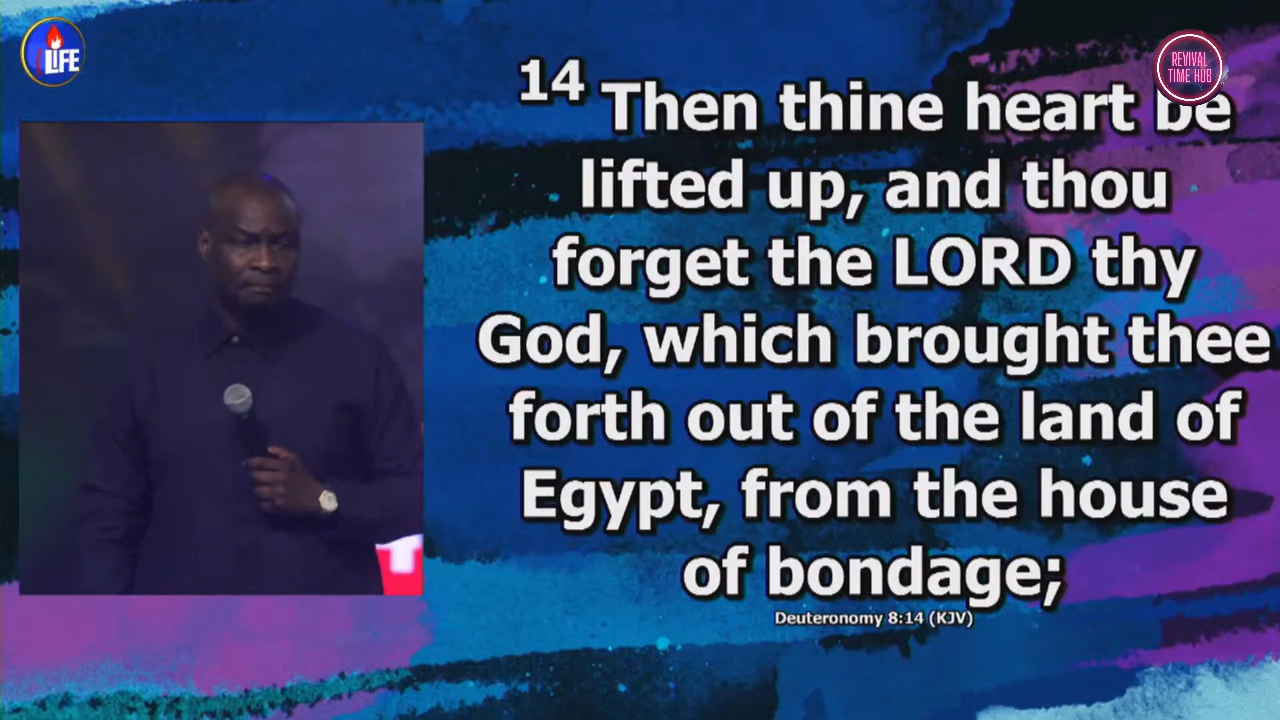 LIFE
REVIVAL
TIME HUB
14 Then thine heart be
lifted up, and thou
forget the LORD thy
God, which brought thee
forth out of the land of
Egypt, from the house
of bondage;
Deuteronomy 8:14 (KJV)
T